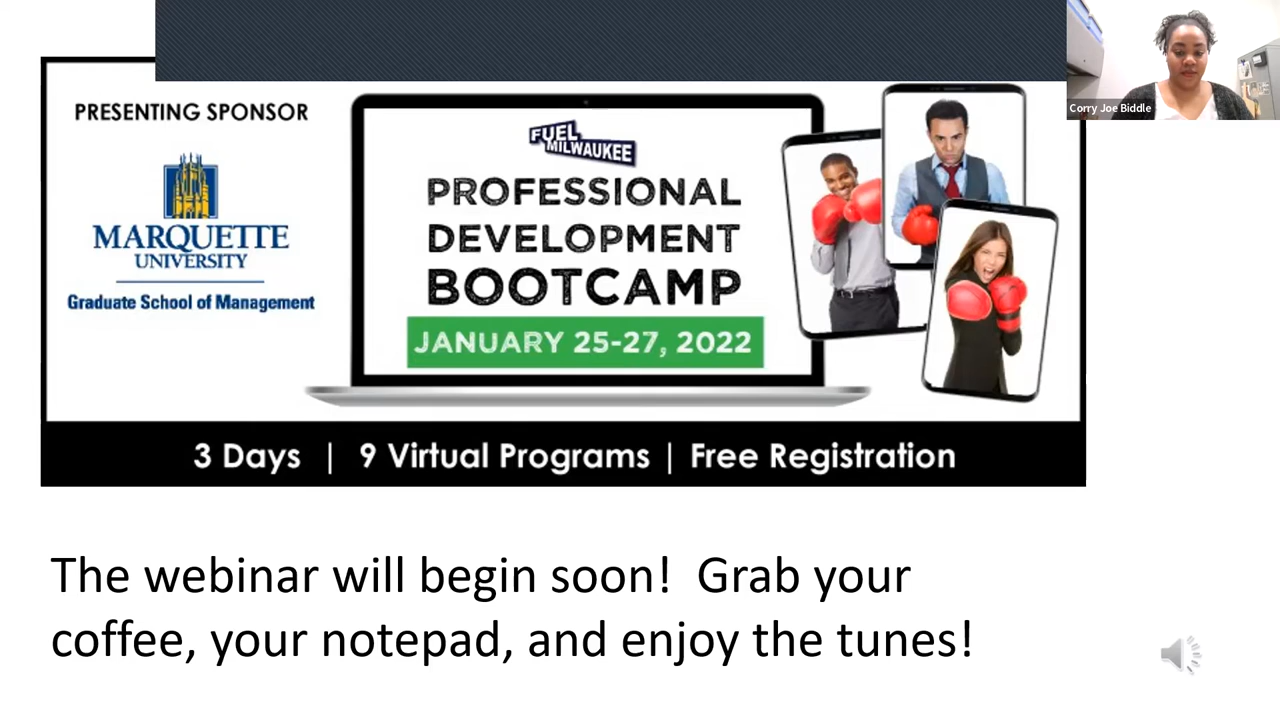 Corry Joe Biddle
PRESENTING SPONSOR
MARQUETTE
UNIVERSITY
Graduate School of Management
FUEL
MILWAUKEE
PROFESSIONAL
DEVELOPMENT
BOOTCAMP
JANUARY 25-27, 2022
3 Days | 9 Virtual Programs | Free Registration
The webinar will begin soon! Grab your
coffee, your notepad, and enjoy the tunes!